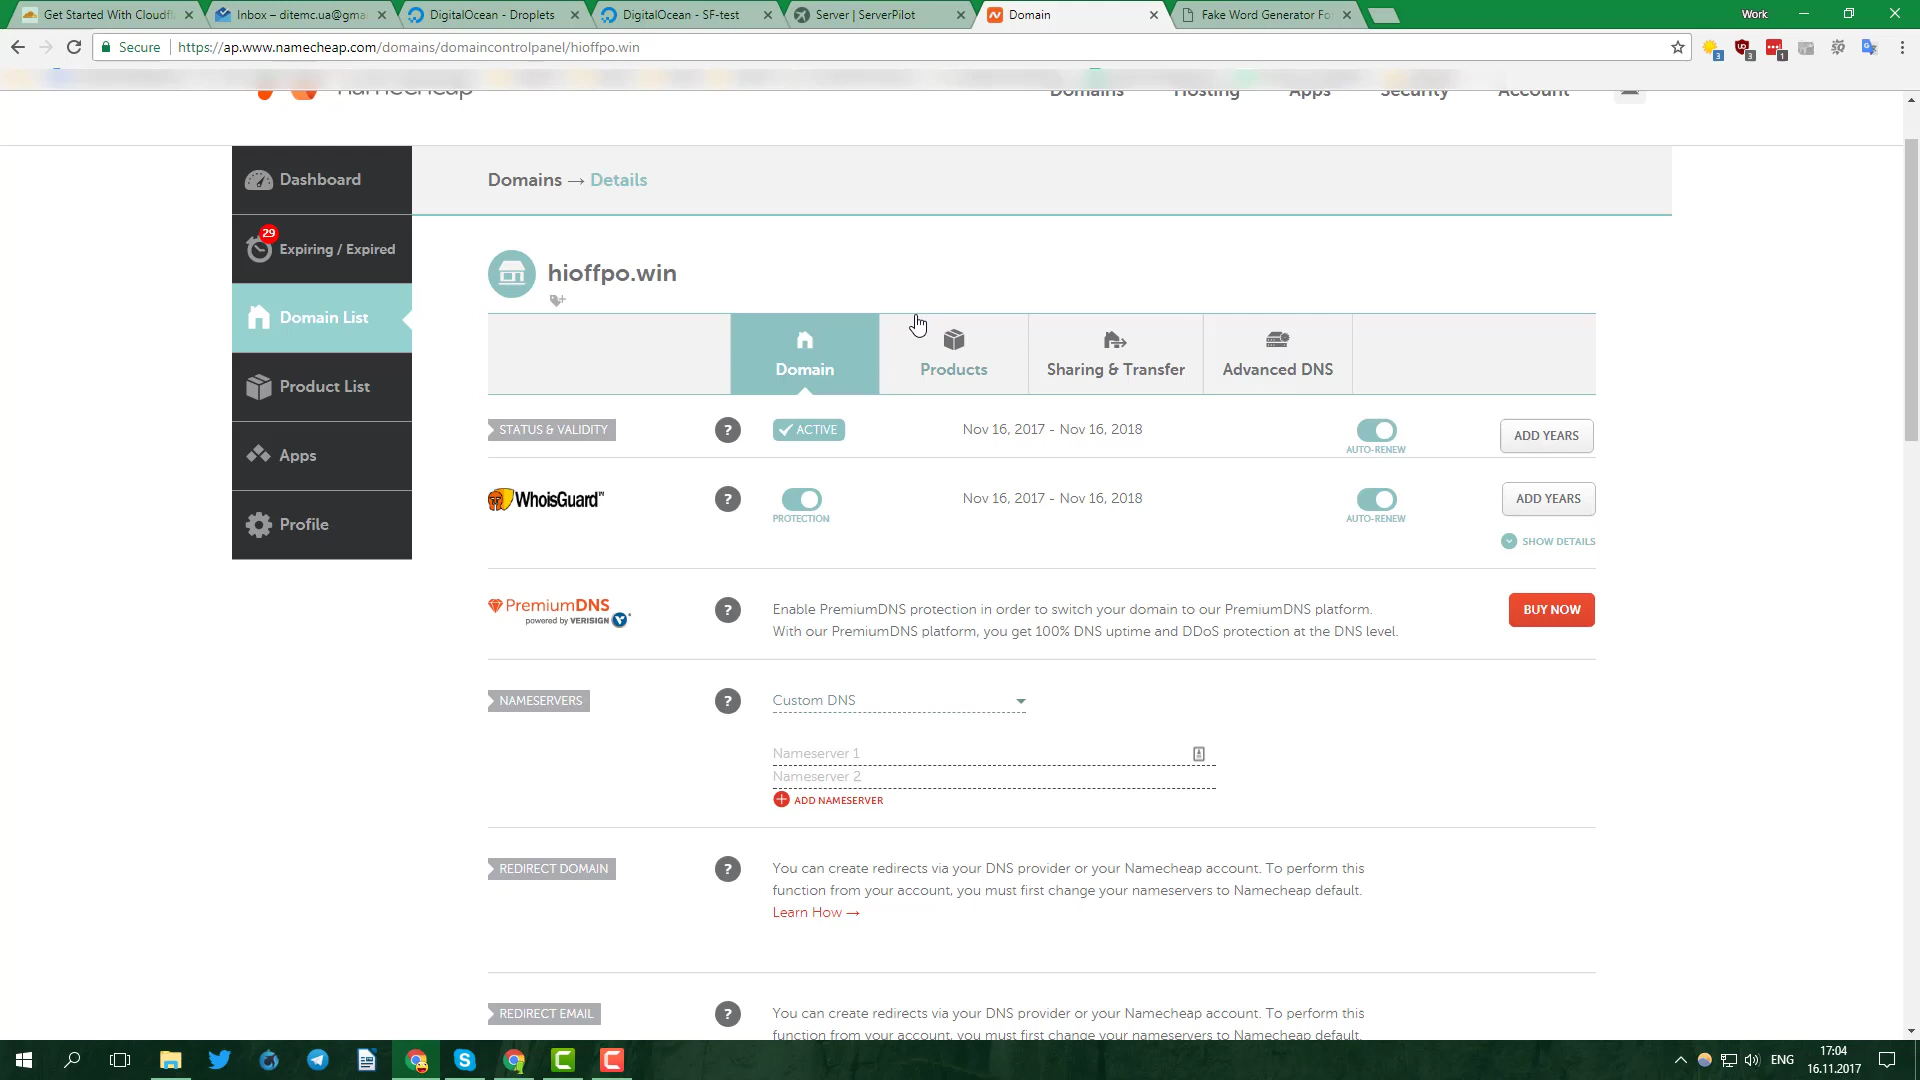 Get Started With Cloudfl
Inbox – ditemc.ua@gma
DigitalOcean - Droplets
DigitalOcean - SF-test
Server | ServerPilot
Domain
Fake Word Generator Fo
Work
Secure
https://ap.www.namecheap.com/domains/domaincontrolpanel/hioffpo.win
3
3
1
namecheap
Domains
Hosting
Apps
Security
Account
Dashboard
29
Expiring / Expired
Domain List
Product List
Apps
Profile
Domains → Details
hioffpo.win
Domain
Products
Sharing & Transfer
Advanced DNS
STATUS & VALIDITY
?
ACTIVE
Nov 16, 2017 - Nov 16, 2018
AUTO-RENEW
ADD YEARS
WhoisGuard
?
PROTECTION
Nov 16, 2017 - Nov 16, 2018
AUTO-RENEW
ADD YEARS
SHOW DETAILS
PremiumDNS
powered by VERISIGN
?
Enable PremiumDNS protection in order to switch your domain to our PremiumDNS platform.
With our PremiumDNS platform, you get 100% DNS uptime and DDoS protection at the DNS level.
BUY NOW
NAMESERVERS
?
Custom DNS
Nameserver 1
Nameserver 2
ADD NAMESERVER
REDIRECT DOMAIN
?
You can create redirects via your DNS provider or your Namecheap account. To perform this
function from your account, you must first change your nameservers to Namecheap default.
Learn How →
REDIRECT EMAIL
?
You can create redirects via your DNS provider or your Namecheap account. To perform this
function from your account, you must first change your nameservers to Namecheap default.
ENG
17:04
16.11.2017